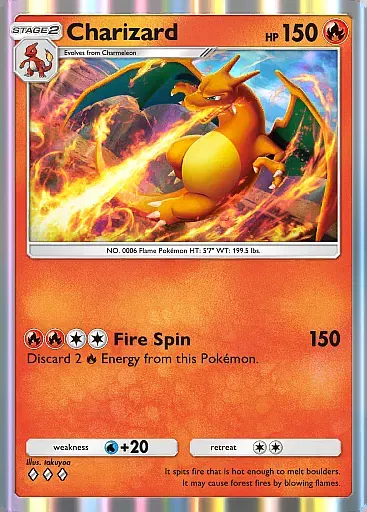 STAGE2
Charizard
HP 150
Evolves from Charmeleon
NO. 0006 Flame Pokémon HT: 5'7" WT: 199.5 lbs.
Fire Spin 150
Discard 2 Energy from this Pokémon.
weakness +20 retreat
Illus. takuyoa
It spits fire that is hot enough to melt boulders.
It may cause forest fires by blowing flames.